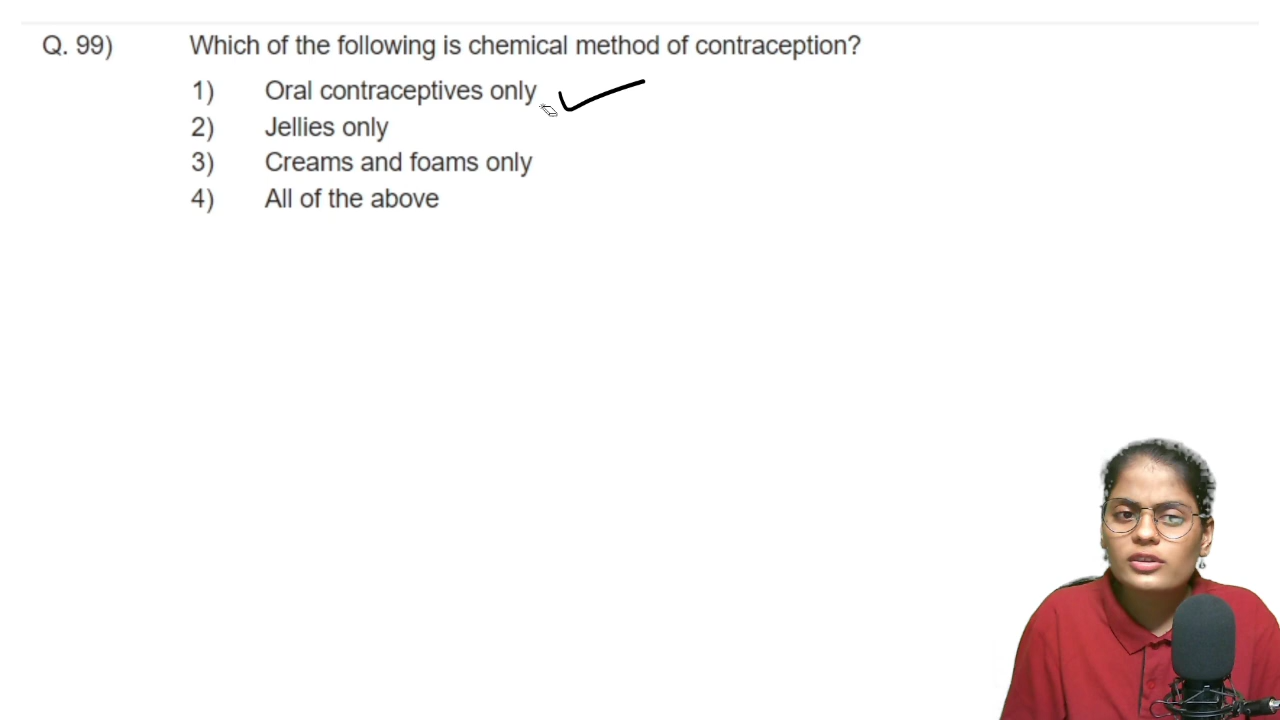 Q. 99) Which of the following is chemical method of contraception?
1) Oral contraceptives only
2) Jellies only
3) Creams and foams only
4) All of the above